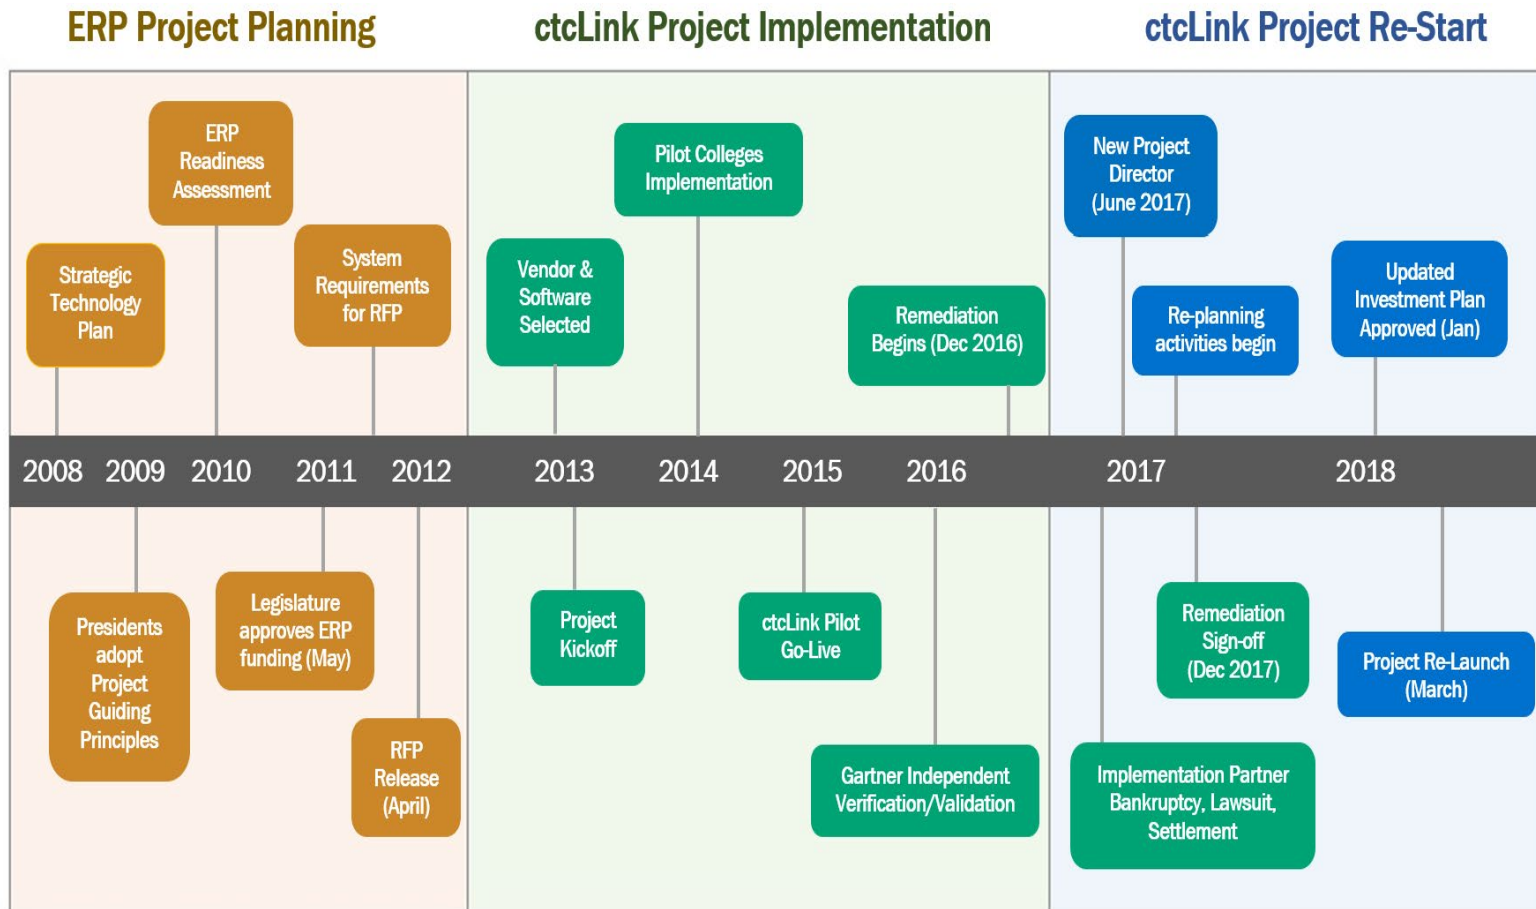 ERP Project Planning
ctcLink Project Implementation
ctcLink Project Re-Start
ERP
Readiness
Assessment
Strategic
Technology
Plan
System
Requirements
for RFP
Pilot Colleges
Implementation
Vendor &
Software
Selected
Remediation
Begins (Dec 2016)
New Project
Director
(June 2017)
Re-planning
activities begin
Updated
Investment Plan
Approved (Jan)
2008 2009 2010 2011 2012 2013 2014 2015 2016 2017 2018
Presidents
adopt
Project
Guiding
Principles
Legislature
approves ERP
funding (May)
RFP
Release
(April)
Project
Kickoff
ctcLink Pilot
Go-Live
Gartner Independent
Verification/Validation
Remediation
Sign-off
(Dec 2017)
Implementation Partner
Bankruptcy, Lawsuit,
Settlement
Project Re-Launch
(March)